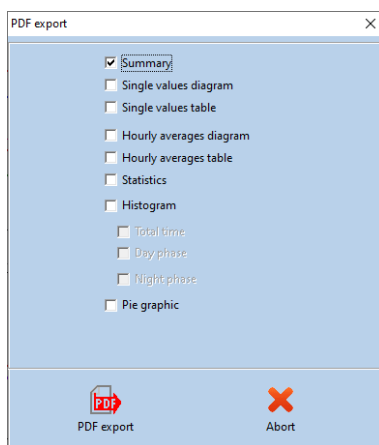 PDF export
Summary
Single values diagram
Single values table
Hourly averages diagram
Hourly averages table
Statistics
Histogram
Total time
Day phase
Night phase
Pie graphic
PDF
PDF export
Abort